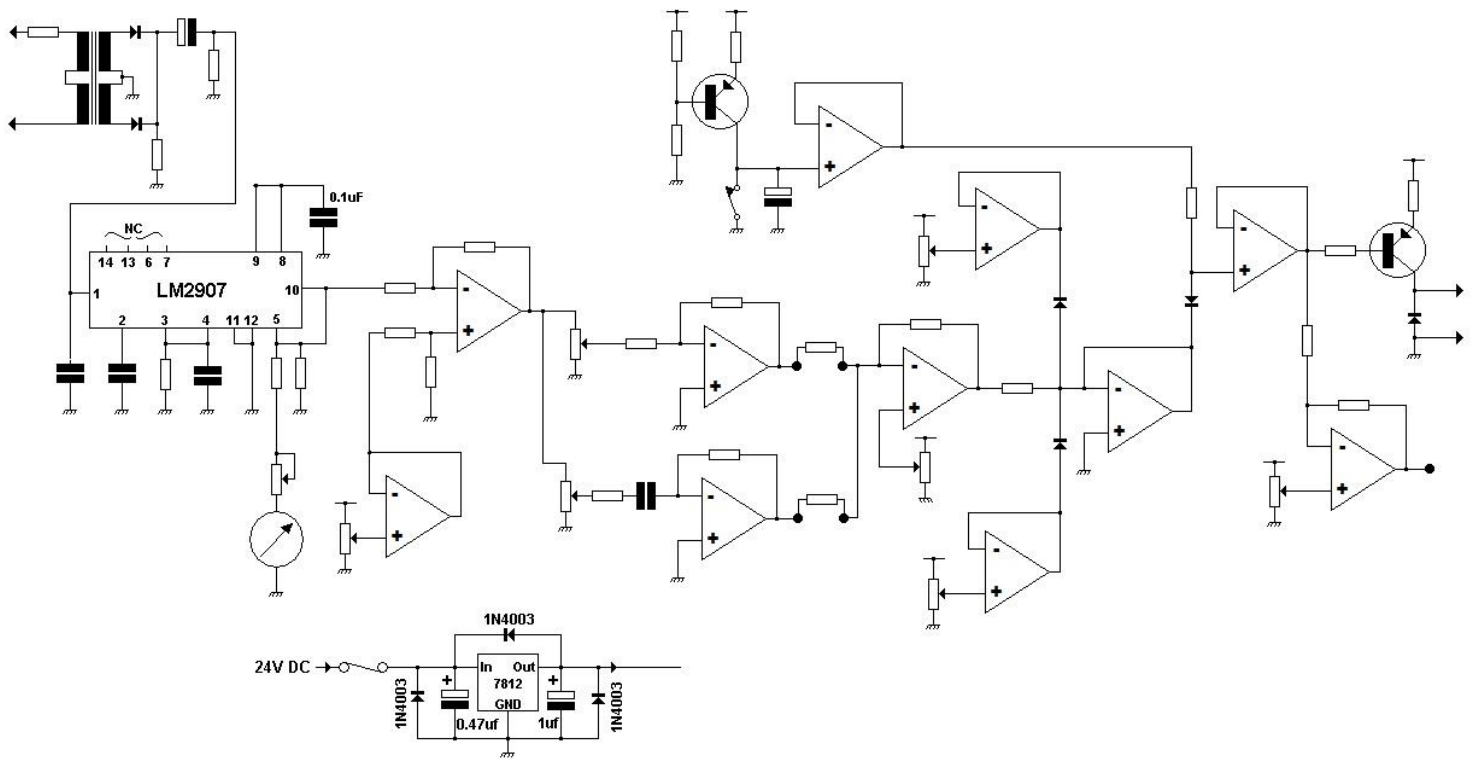 0.1uF
NC
14 13 6 7
9 8
LM2907
1
10
2 3 4 11 12 5
-
+
-
+
-
+
-
+
-
+
-
+
-
+
-
+
-
+
-
+
-
+
1N4003
24V DC
In Out
7812
GND
+
+
1N4003
0.47uf
1uf
1N4003